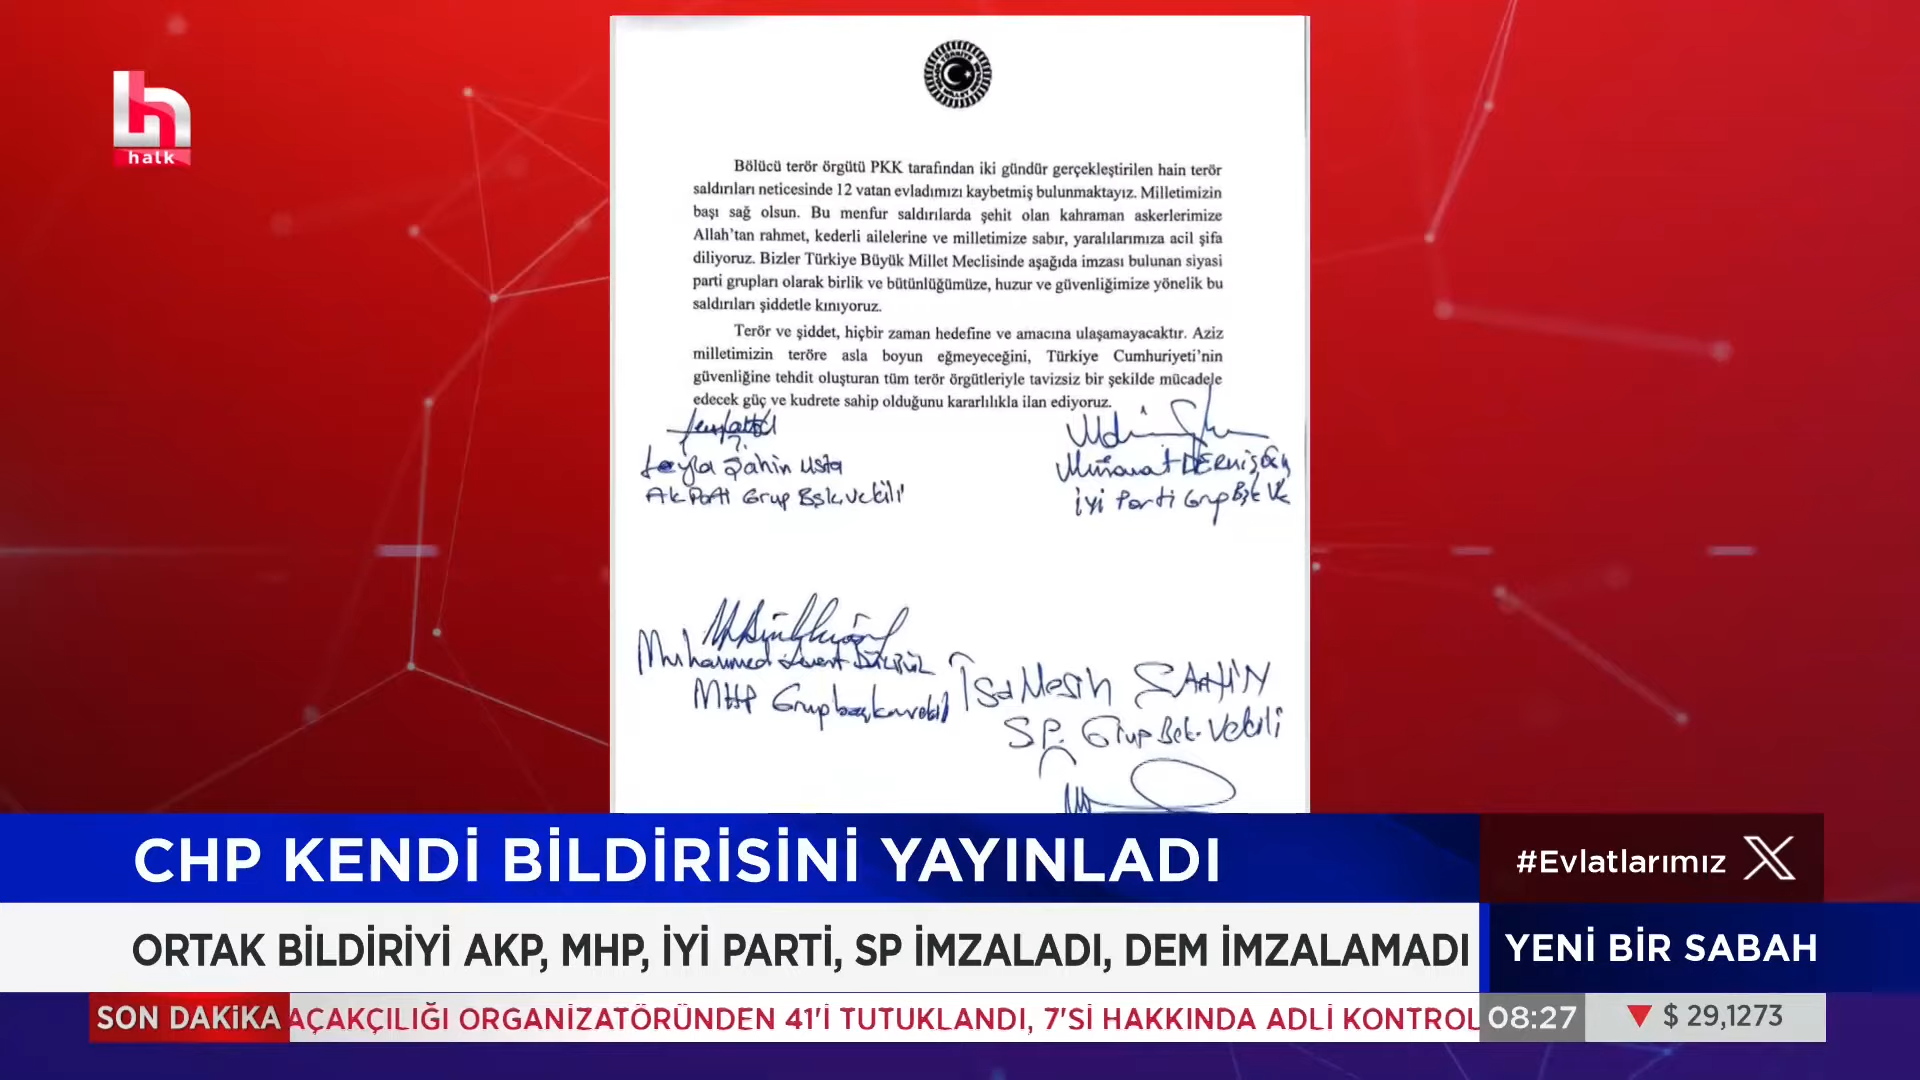 halk
Bölücü terör örgütü PKK tarafından iki gündür gerçekleştirilen hain terör
saldırıları neticesinde 12 vatan evladımızı kaybetmiş bulunmaktayız. Milletimizin
başı sağ olsun. Bu menfur saldırılarda şehit olan kahraman askerlerimize
Allah'tan rahmet, kederli ailelerine ve milletimize sabır, yaralılarımıza acil şifa
diliyoruz. Bizler Türkiye Büyük Millet Meclisinde aşağıda imzası bulunan siyasi
parti grupları olarak birlik ve bütünlüğümüze, huzur ve güvenliğimize yönelik bu
saldırıları şiddetle kınıyoruz.
Terör ve şiddet, hiçbir zaman hedefine ve amacına ulaşamayacaktır. Aziz
milletimizin teröre asla boyun eğmeyeceğini, Türkiye Cumhuriyeti'nin
güvenliğine tehdit oluşturan tüm terör örgütleriyle tavizsiz bir şekilde mücadele
edecek güç ve kudrete sahip olduğunu kararlılıkla ilan ediyoruz.
Leyla Şahin Usta
Ak Parti Grup Bşk. Vekili
İyi Parti Grup Bşk
Muhammed Levent
MHP Grup başkanvekili
İsa Mesih ŞAHİN
SP. Grup Bşk. Vekili
CHP KENDİ BİLDİRİSİNİ YAYINLADI
#Evlatlarımız
ORTAK BİLDİRİYİ AKP, MHP, İYİ PARTİ, SP İMZALADI, DEM İMZALAMADI
YENİ BİR SABAH
SON DAKİKA
AÇAKÇILIĞI ORGANİZATÖRÜNDEN 41'İ TUTUKLANDI, 7'Sİ HAKKINDA ADLİ KONTROL
08:27
$ 29,1273